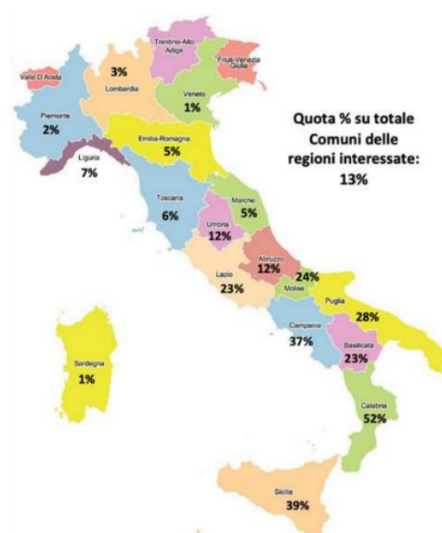 Trentino-Alto
Adige
Friuli-Venezia
Giulia
Valle D'Aosta
3%
Lombardia
Veneto
1%
Piemonte
2%
Emilia-Romagna
5%
Liguria
7%
Quota % su totale
Comuni delle
regioni interessate:
13%
Toscana
6%
Marche
5%
Umbria
12%
Abruzzo
12%
Lazio
23%
24%
Molise
Puglia
28%
Campania
37%
Basilicata
23%
Sardegna
1%
Calabria
52%
Sicilia
39%